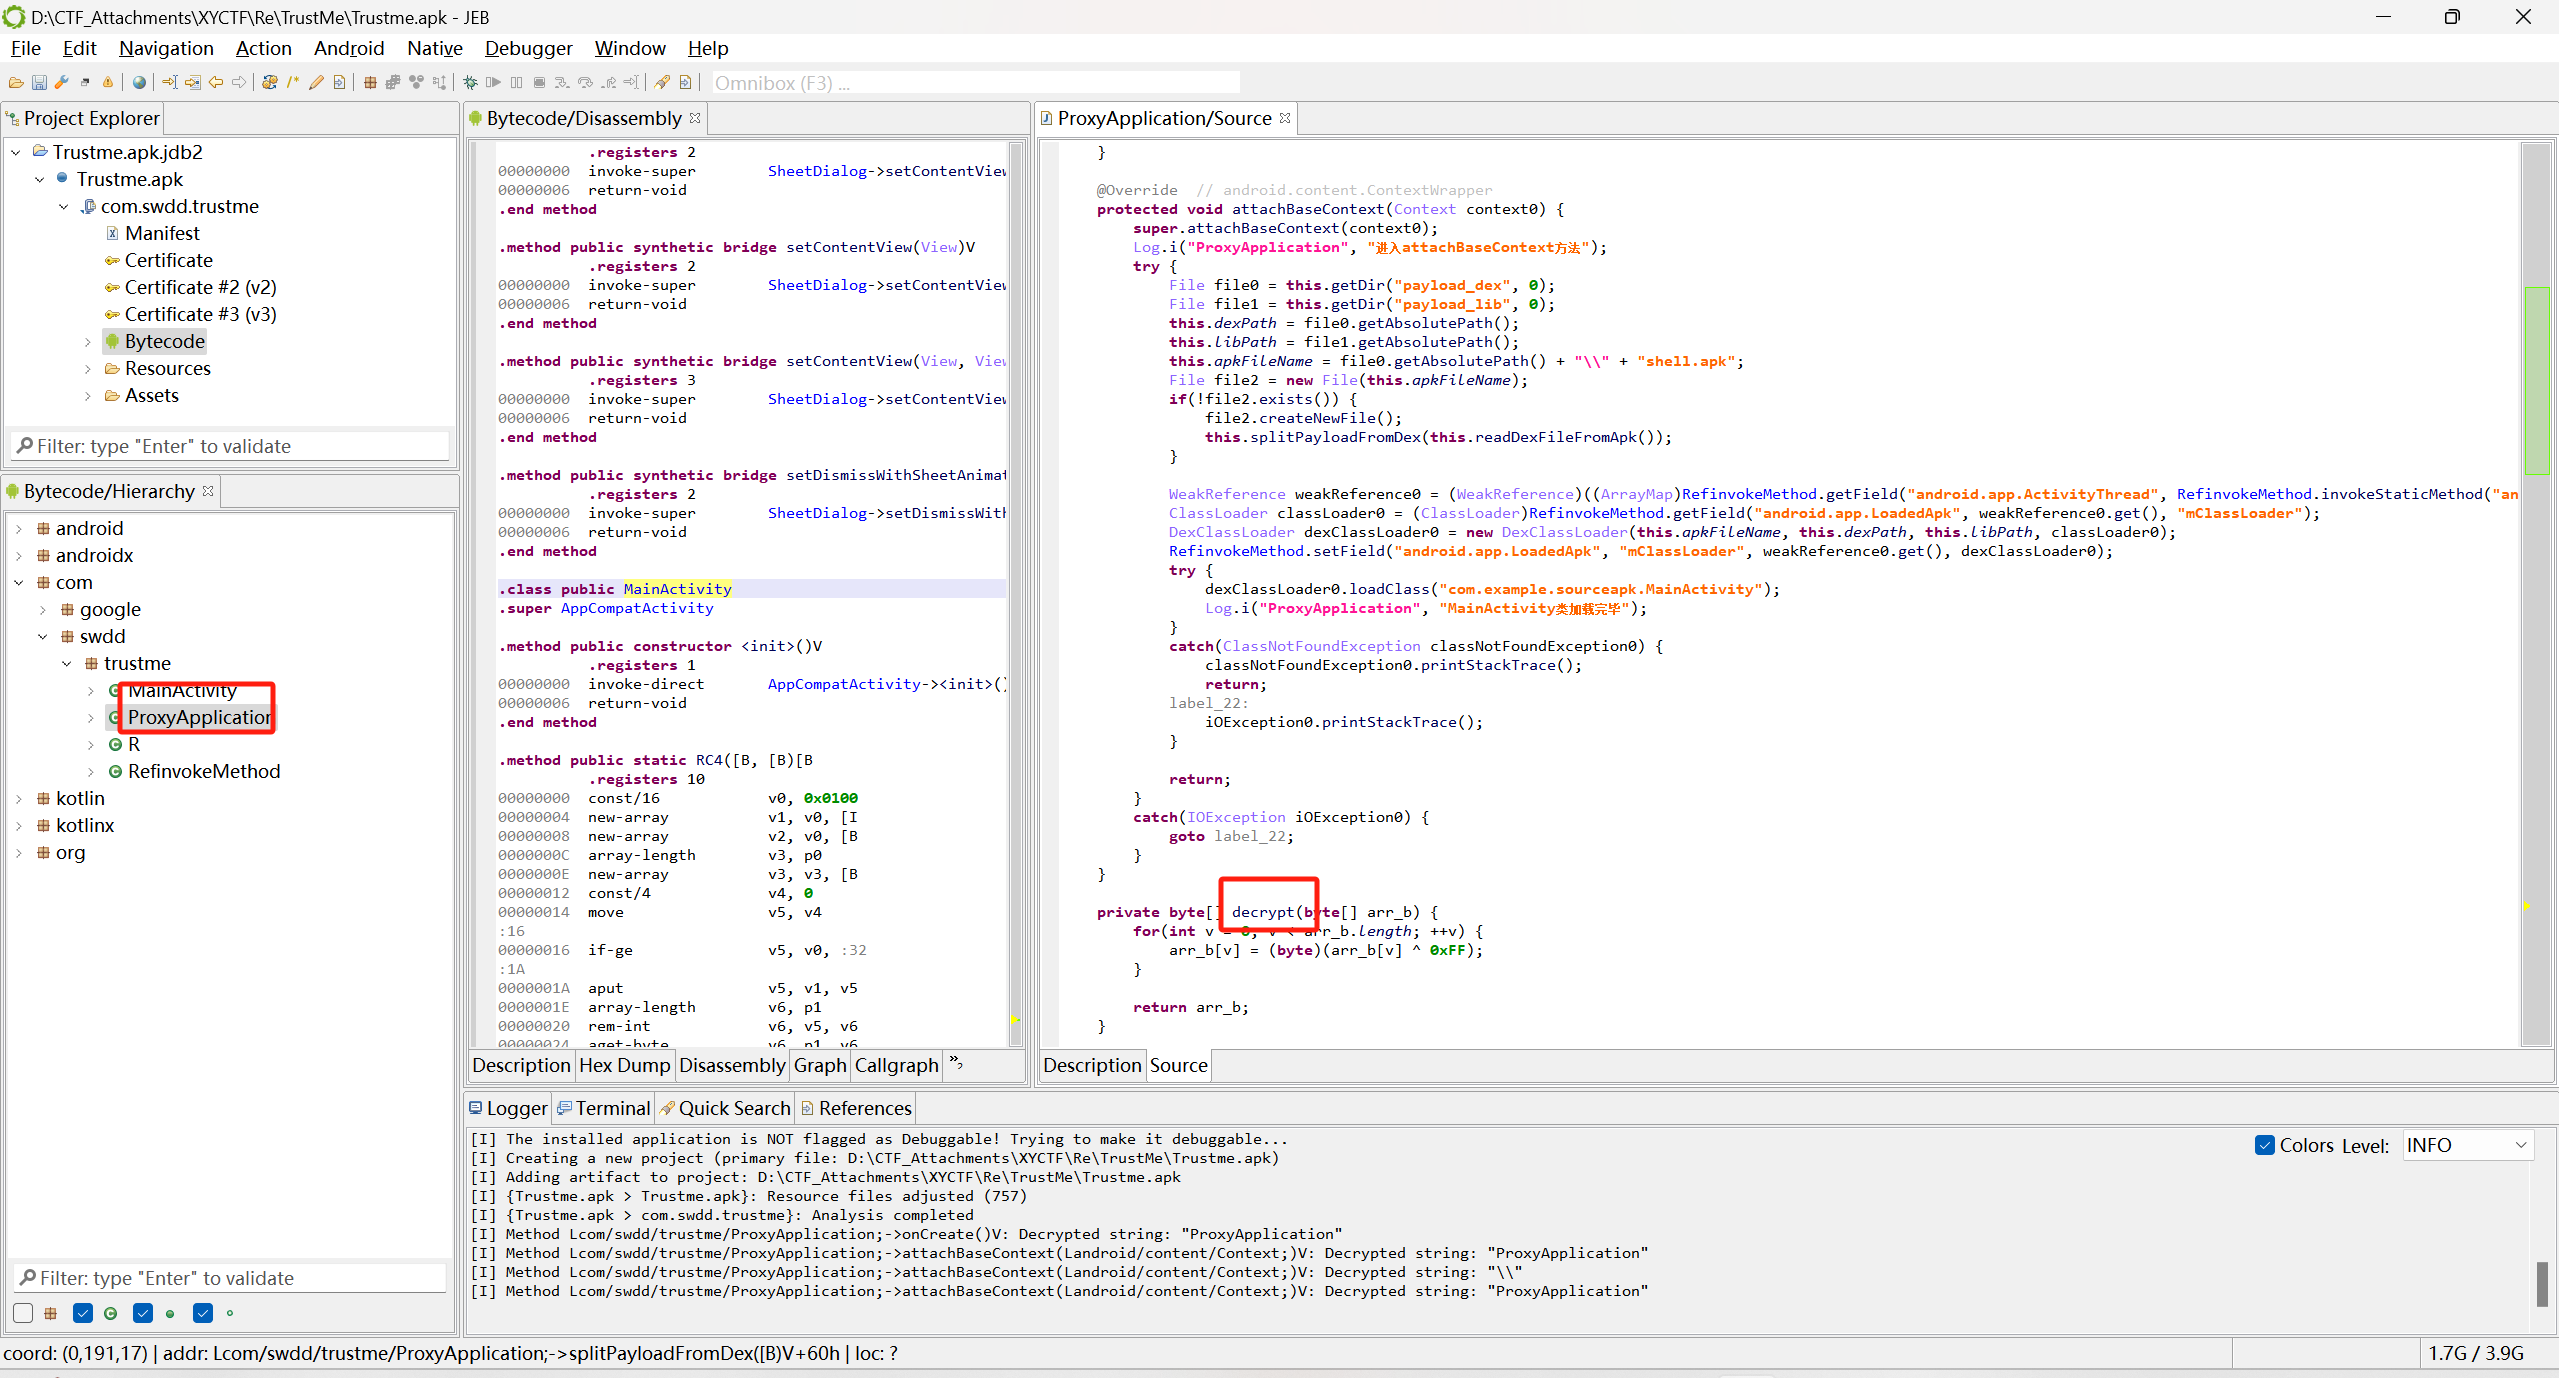 D:\CTF_Attachments\XYCTF\Re\TrustMe\Trustme.apk - JEB
File Edit Navigation Action Android Native Debugger Window Help
Omnibox (F3) ...
Project Explorer
Trustme.apk.jdb2
Trustme.apk
com.swdd.trustme
Manifest
Certificate
Certificate #2 (v2)
Certificate #3 (v3)
Bytecode
Resources
Assets
Filter: type "Enter" to validate
Bytecode/Hierarchy
android
androidx
com
google
swdd
trustme
MainActivity
ProxyApplication
R
RefinvokeMethod
kotlin
kotlinx
org
Filter: type "Enter" to validate
Bytecode/Disassembly
.registers 2
00000000 invoke-super SheetDialog->setContentView
00000006 return-void
.end method
.method public synthetic bridge setContentView(View)V
.registers 2
00000000 invoke-super SheetDialog->setContentView
00000006 return-void
.end method
.method public synthetic bridge setContentView(View, View
.registers 3
00000000 invoke-super SheetDialog->setContentView
00000006 return-void
.end method
.method public synthetic bridge setDismissWithSheetAnimat
.registers 2
00000000 invoke-super SheetDialog->setDismissWith
00000006 return-void
.end method
.class public MainActivity
.super AppCompatActivity
.method public constructor <init>()V
.registers 1
00000000 invoke-direct AppCompatActivity-><init>()
00000006 return-void
.end method
.method public static RC4([B, [B)[B
.registers 10
00000000 const/16 v0, 0x0100
00000004 new-array v1, v0, [I
00000008 new-array v2, v0, [B
0000000C array-length v3, p0
0000000E new-array v3, v3, [B
00000012 const/4 v4, 0
00000014 move v5, v4
:16
00000016 if-ge v5, v0, :32
:1A
0000001A aput v5, v1, v5
0000001E array-length v6, p1
00000020 rem-int v6, v5, v6
00000024 aget-byte v6, p1, v6
Description Hex Dump Disassembly Graph Callgraph »2
ProxyApplication/Source
}
@Override // android.content.ContextWrapper
protected void attachBaseContext(Context context0) {
super.attachBaseContext(context0);
Log.i("ProxyApplication", "进入attachBaseContext方法");
try {
File file0 = this.getDir("payload_dex", 0);
File file1 = this.getDir("payload_lib", 0);
this.dexPath = file0.getAbsolutePath();
this.libPath = file1.getAbsolutePath();
this.apkFileName = file0.getAbsolutePath() + "\\" + "shell.apk";
File file2 = new File(this.apkFileName);
if(!file2.exists()) {
file2.createNewFile();
this.splitPayloadFromDex(this.readDexFileFromApk());
}
WeakReference weakReference0 = (WeakReference)((ArrayMap)RefinvokeMethod.getField("android.app.ActivityThread", RefinvokeMethod.invokeStaticMethod("an
ClassLoader classLoader0 = (ClassLoader)RefinvokeMethod.getField("android.app.LoadedApk", weakReference0.get(), "mClassLoader");
DexClassLoader dexClassLoader0 = new DexClassLoader(this.apkFileName, this.dexPath, this.libPath, classLoader0);
RefinvokeMethod.setField("android.app.LoadedApk", "mClassLoader", weakReference0.get(), dexClassLoader0);
try {
dexClassLoader0.loadClass("com.example.sourceapk.MainActivity");
Log.i("ProxyApplication", "MainActivity类加载完毕");
}
catch(ClassNotFoundException classNotFoundException0) {
classNotFoundException0.printStackTrace();
return;
label_22:
iOException0.printStackTrace();
}
return;
}
catch(IOException iOException0) {
goto label_22;
}
}
private byte[] decrypt(byte[] arr_b) {
for(int v = 0; v < arr_b.length; ++v) {
arr_b[v] = (byte)(arr_b[v] ^ 0xFF);
}
return arr_b;
}
Description Source
Logger Terminal Quick Search References
[I] The installed application is NOT flagged as Debuggable! Trying to make it debuggable...
[I] Creating a new project (primary file: D:\CTF_Attachments\XYCTF\Re\TrustMe\Trustme.apk)
[I] Adding artifact to project: D:\CTF_Attachments\XYCTF\Re\TrustMe\Trustme.apk
[I] {Trustme.apk > Trustme.apk}: Resource files adjusted (757)
[I] {Trustme.apk > com.swdd.trustme}: Analysis completed
[I] Method Lcom/swdd/trustme/ProxyApplication;->onCreate()V: Decrypted string: "ProxyApplication"
[I] Method Lcom/swdd/trustme/ProxyApplication;->attachBaseContext(Landroid/content/Context;)V: Decrypted string: "ProxyApplication"
[I] Method Lcom/swdd/trustme/ProxyApplication;->attachBaseContext(Landroid/content/Context;)V: Decrypted string: "\\"
[I] Method Lcom/swdd/trustme/ProxyApplication;->attachBaseContext(Landroid/content/Context;)V: Decrypted string: "ProxyApplication"
Colors Level: INFO
coord: (0,191,17) | addr: Lcom/swdd/trustme/ProxyApplication;->splitPayloadFromDex([B)V+60h | loc: ?
1.7G / 3.9G